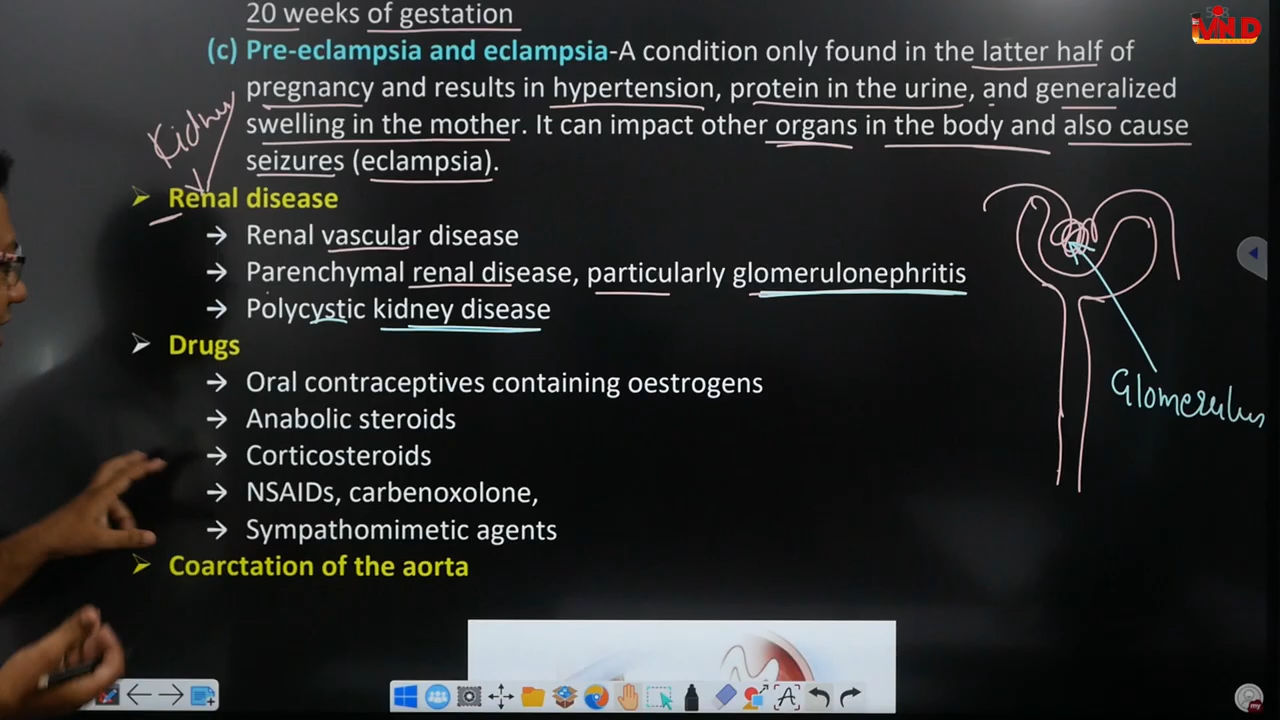 20 weeks of gestation
(c) Pre-eclampsia and eclampsia-A condition only found in the latter half of
pregnancy and results in hypertension, protein in the urine, and generalized
swelling in the mother. It can impact other organs in the body and also cause
seizures (eclampsia).
Kidney
➢ Renal disease
→ Renal vascular disease
→ Parenchymal renal disease, particularly glomerulonephritis
→ Polycystic kidney disease
➢ Drugs
→ Oral contraceptives containing oestrogens
→ Anabolic steroids
→ Corticosteroids
→ NSAIDs, carbenoxolone,
→ Sympathomimetic agents
➢ Coarctation of the aorta
Glomerulus